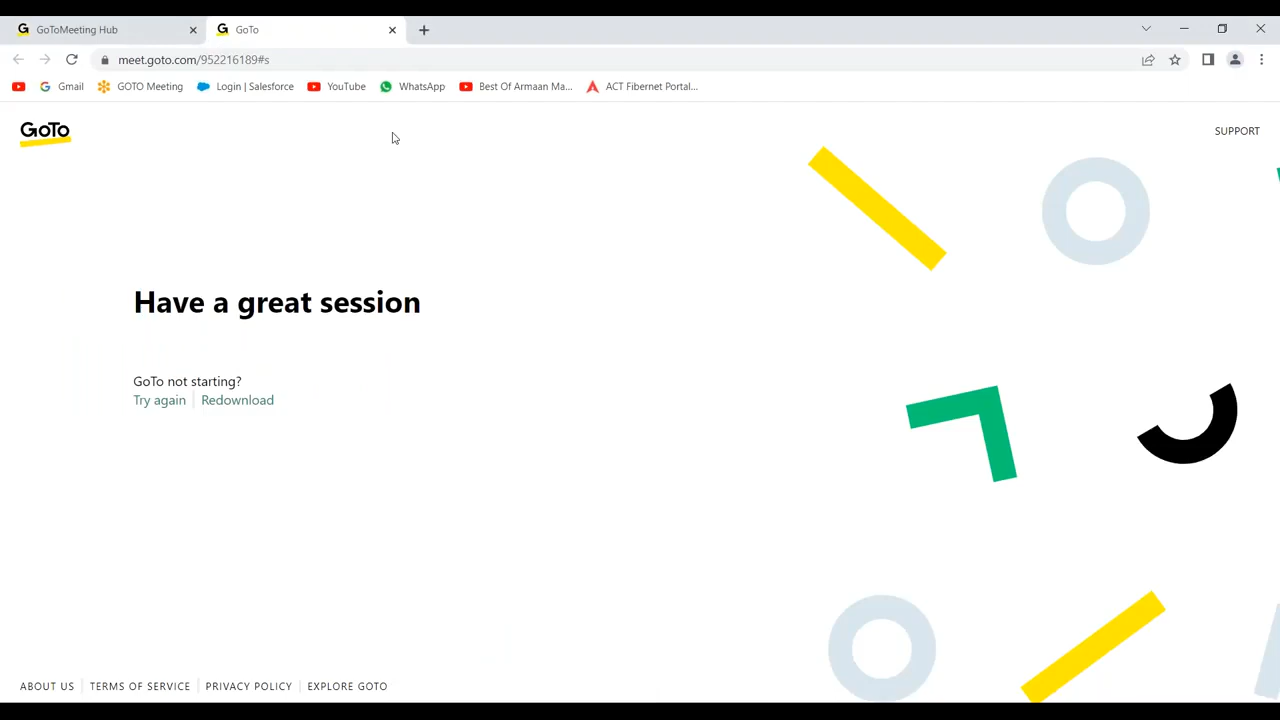 GoToMeeting Hub
GoTo
meet.goto.com/952216189#s
Gmail
GOTO Meeting
Login | Salesforce
YouTube
WhatsApp
Best Of Armaan Ma...
ACT Fibernet Portal...
GoTo
SUPPORT
Have a great session
GoTo not starting?
Try again Redownload
ABOUT US TERMS OF SERVICE PRIVACY POLICY EXPLORE GOTO